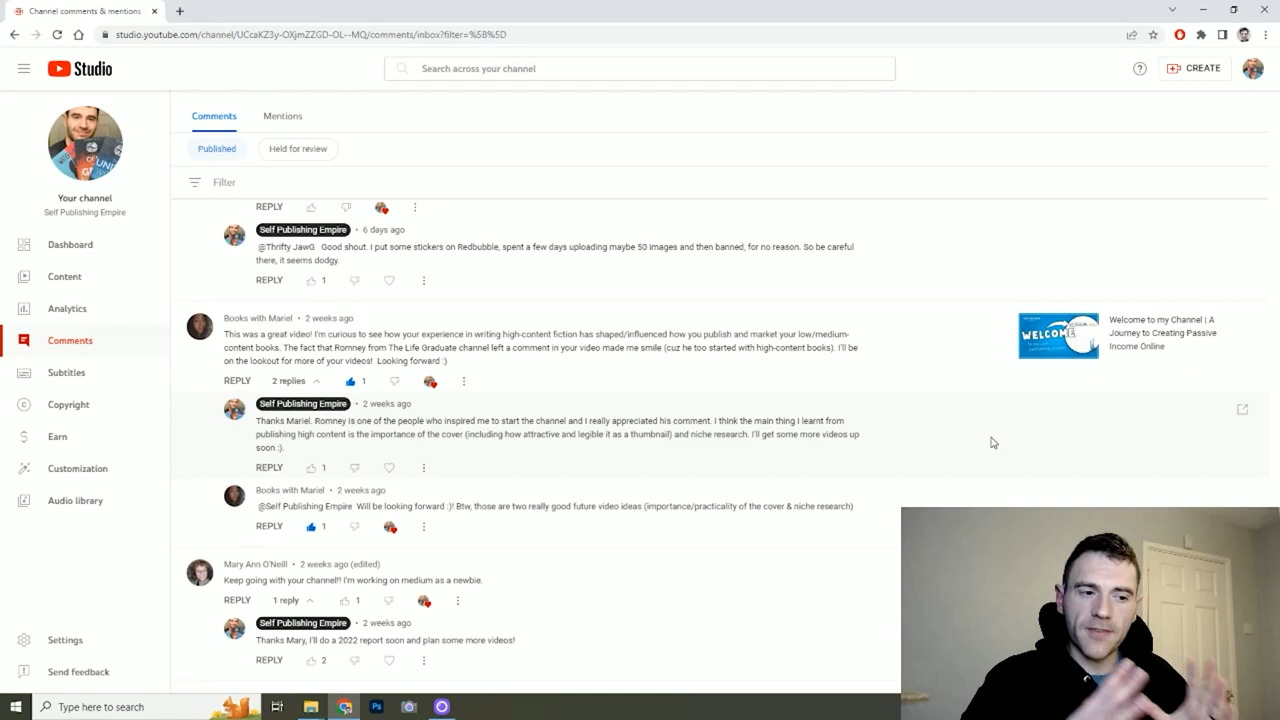 Channel comments & mentions
studio.youtube.com/channel/UCcaKZ3y-OXjmZZGD-OL--MQ/comments/inbox?filter=%5B%5D
Studio
Search across your channel
CREATE
Your channel
Self Publishing Empire
Dashboard
Content
Analytics
Comments
Subtitles
Copyright
Earn
Customization
Audio library
Settings
Send feedback
Comments
Mentions
Published
Held for review
Filter
REPLY
Self Publishing Empire • 6 days ago
@Thrifty JawG Good shout. I put some stickers on Redbubble, spent a few days uploading maybe 50 images and then banned, for no reason. So be careful
there, it seems dodgy.
REPLY 1
Books with Mariel • 2 weeks ago
This was a great video! I'm curious to see how your experience in writing high-content fiction has shaped/influenced how you publish and market your low/medium-
content books. The fact that Romney from The Life Graduate channel left a comment in your video made me smile (cuz he too started with high-content books). I'll be
on the lookout for more of your videos! Looking forward :)
REPLY 2 replies 1
Welcome to my Channel | A
Journey to Creating Passive
Income Online
WELCOME
Self Publishing Empire • 2 weeks ago
Thanks Mariel. Romney is one of the people who inspired me to start the channel and I really appreciated his comment. I think the main thing I learnt from
publishing high content is the importance of the cover (including how attractive and legible it as a thumbnail) and niche research. I'll get some more videos up
soon :).
REPLY 1
Books with Mariel • 2 weeks ago
@Self Publishing Empire Will be looking forward :)! Btw, those are two really good future video ideas (importance/practicality of the cover & niche research)
REPLY 1
Mary Ann O'Neill • 2 weeks ago (edited)
Keep going with your channel!! I'm working on medium as a newbie.
REPLY 1 reply 1
Self Publishing Empire • 2 weeks ago
Thanks Mary, I'll do a 2022 report soon and plan some more videos!
REPLY 2
Type here to search